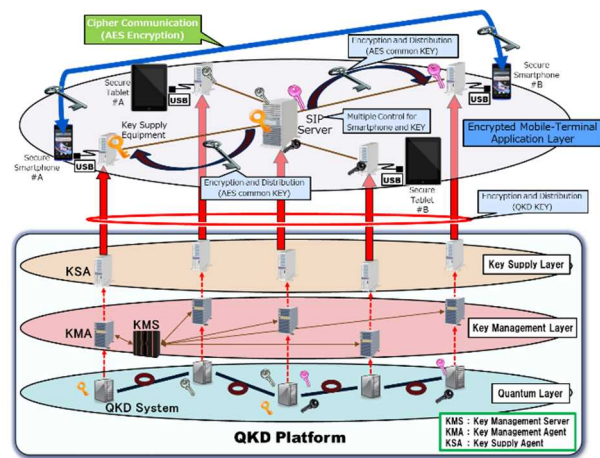 Cipher Communication
(AES Encryption)
Encryption and Distribution
(AES common KEY)
Secure
Smartphone
#B
Secure
Tablet
#A
USB
USB
Key Supply
Equipment
SIP
Server
Multiple Control for
Smartphone and KEY
Encrypted Mobile-Terminal
Application Layer
Secure
Smartphone
#A
USB
USB
Encryption and Distribution
(AES common KEY)
Secure
Tablet
#B
Encryption and Distribution
(QKD KEY)
KSA
Key Supply Layer
KMA
KMS
Key Management Layer
QKD System
Quantum Layer
QKD Platform
KMS : Key Management Server
KMA : Key Management Agent
KSA : Key Supply Agent